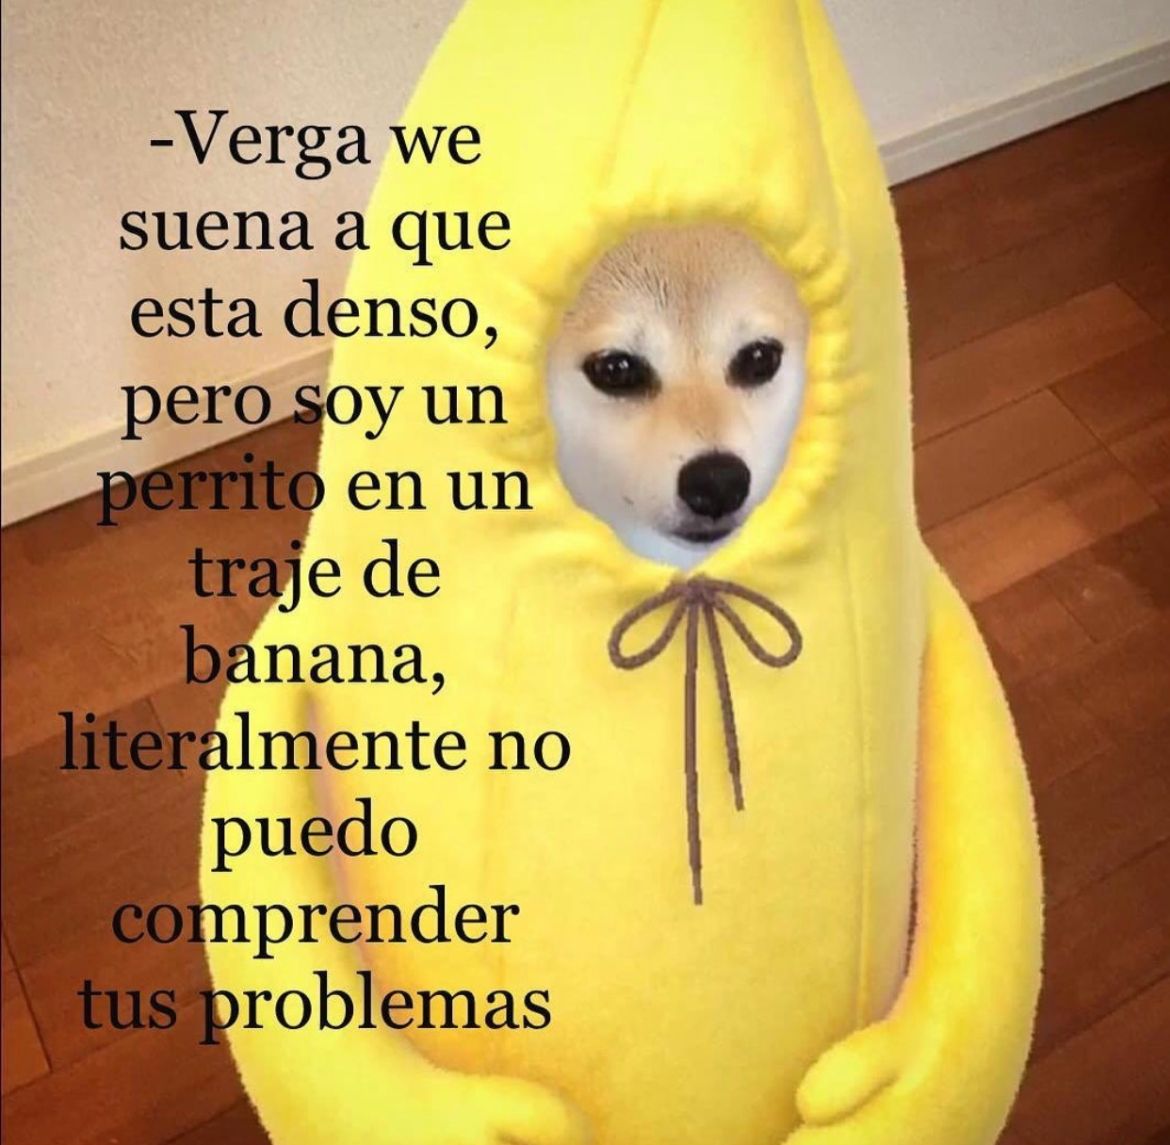 -Verga we
suena a que
esta denso,
pero soy un
perrito en un
traje de
banana,
literalmente no
puedo
comprender
tus problemas